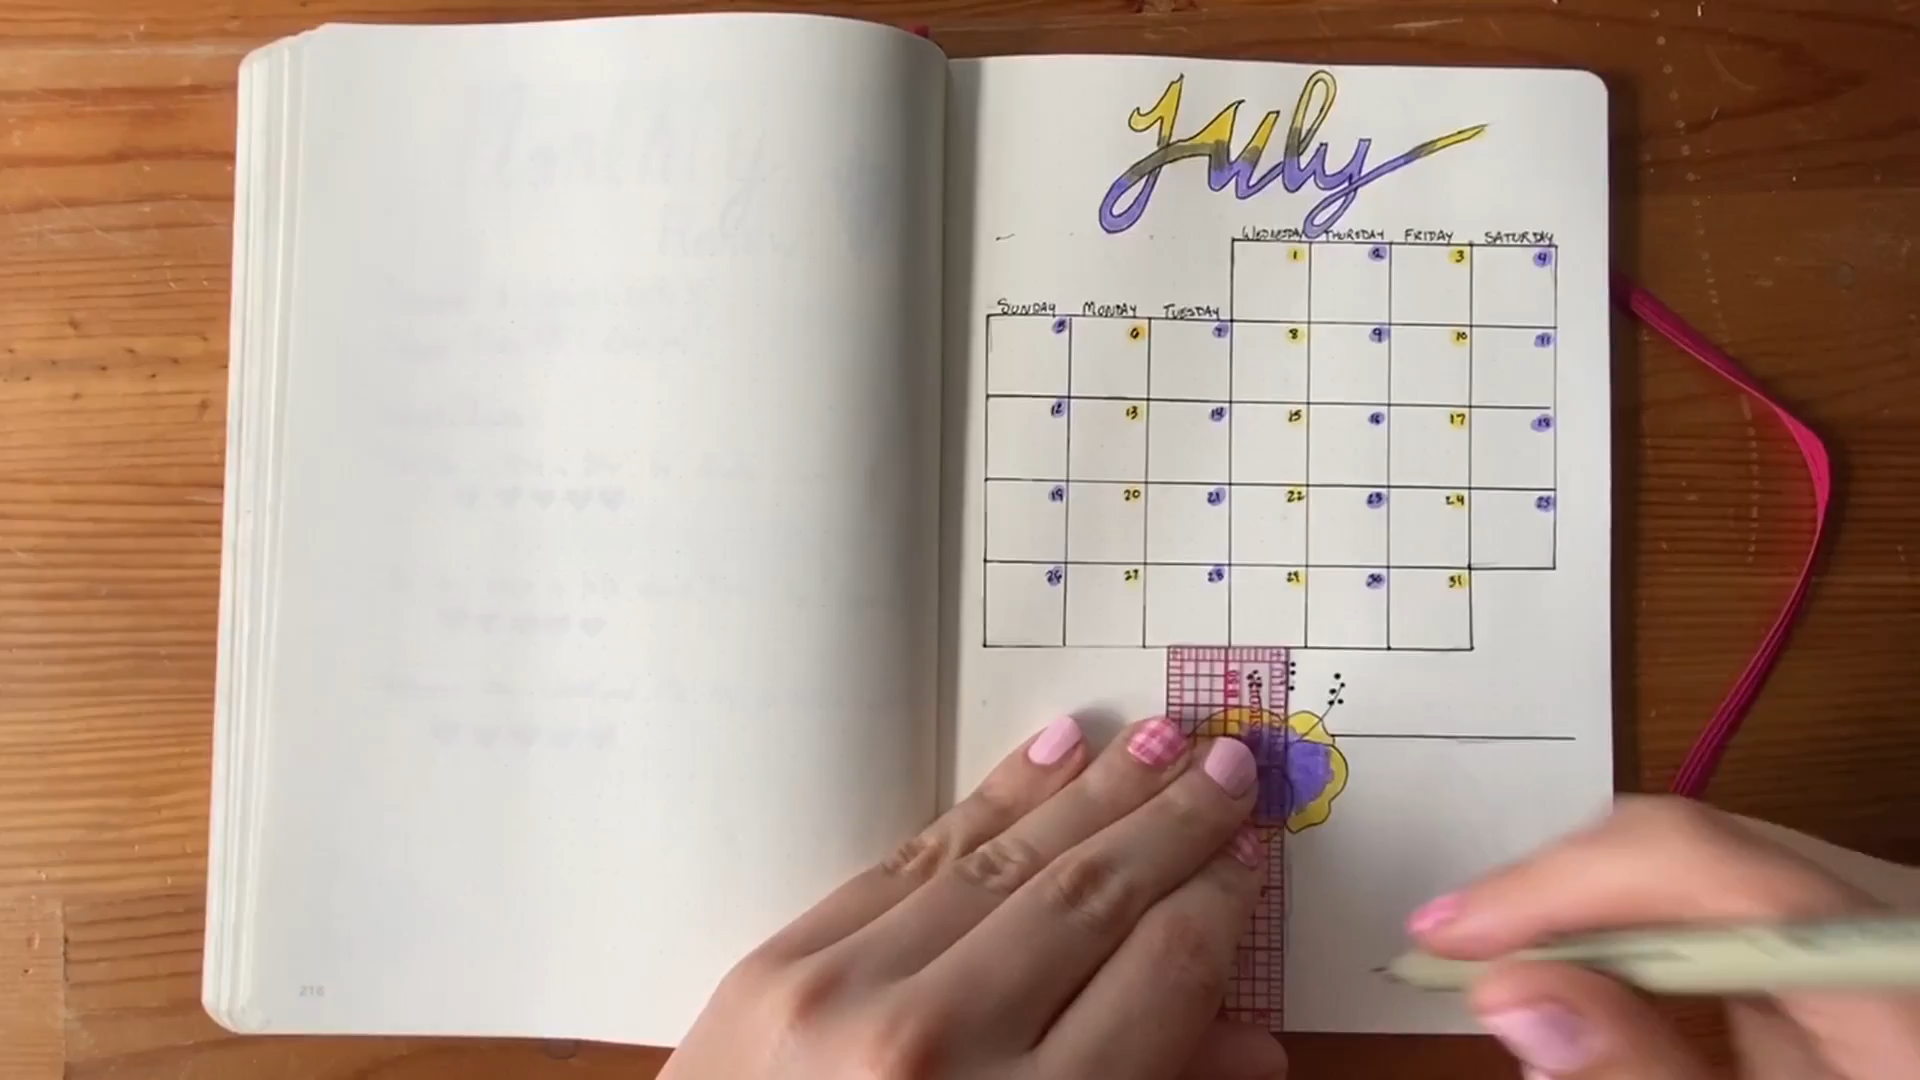 July
WEDNESDAY THURSDAY FRIDAY SATURDAY
1 2 3 4
SUNDAY MONDAY TUESDAY
5 6 7 8 9 10 11
12 13 14 15 16 17 18
19 20 21 22 23 24 25
26 27 28 29 30 31
216